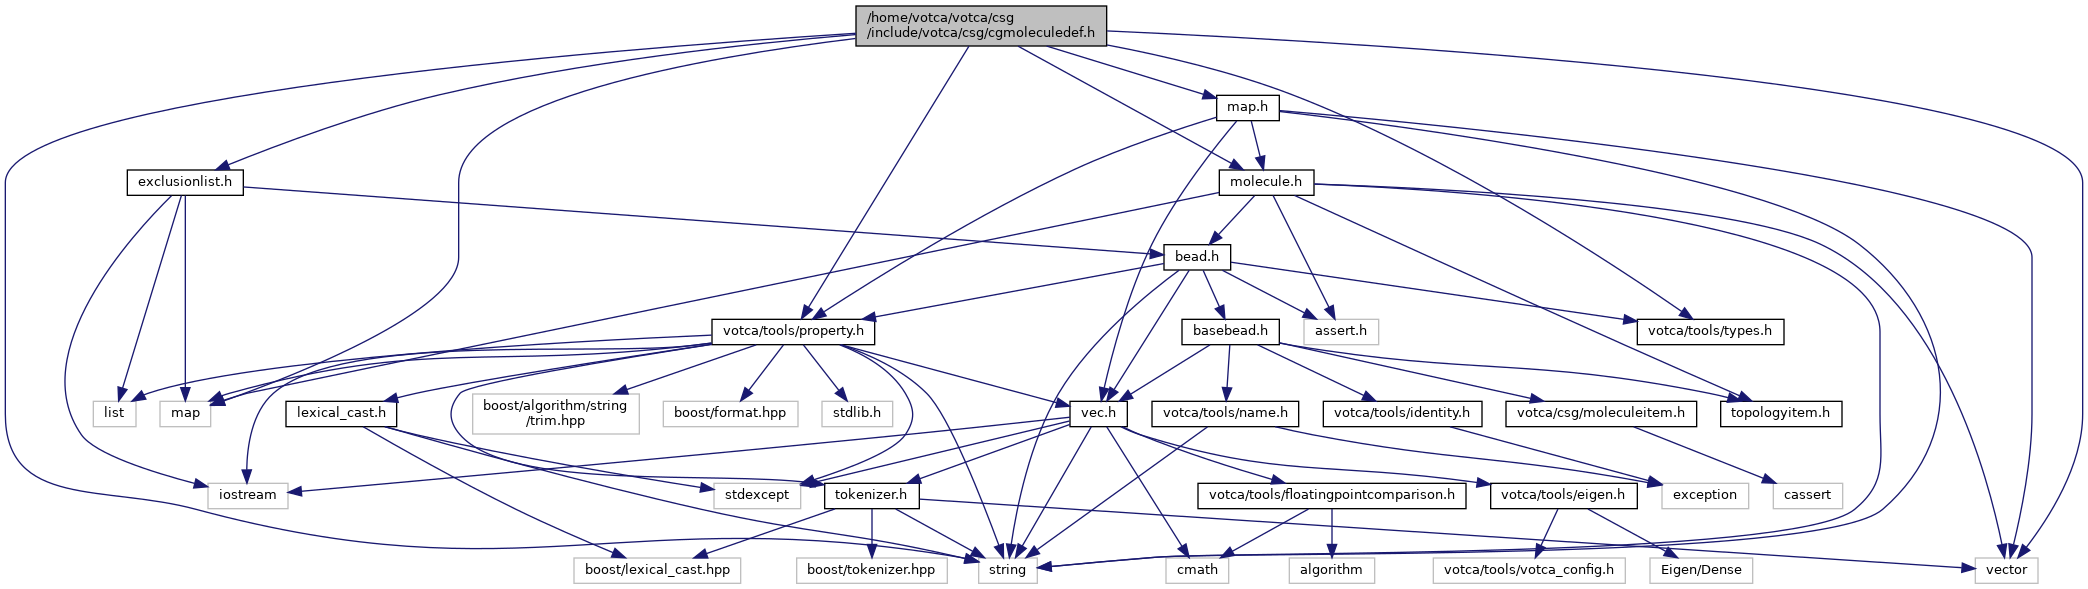 /home/votca/votca/csg
/include/votca/csg/cgmoleculedef.h
map.h
exclusionlist.h
molecule.h
bead.h
votca/tools/property.h
basebead.h
assert.h
votca/tools/types.h
list
map
lexical_cast.h
boost/algorithm/string
/trim.hpp
boost/format.hpp
stdlib.h
vec.h
votca/tools/name.h
votca/tools/identity.h
votca/csg/moleculeitem.h
topologyitem.h
iostream
stdexcept
tokenizer.h
votca/tools/floatingpointcomparison.h
votca/tools/eigen.h
exception
cassert
boost/lexical_cast.hpp
boost/tokenizer.hpp
string
cmath
algorithm
votca/tools/votca_config.h
Eigen/Dense
vector